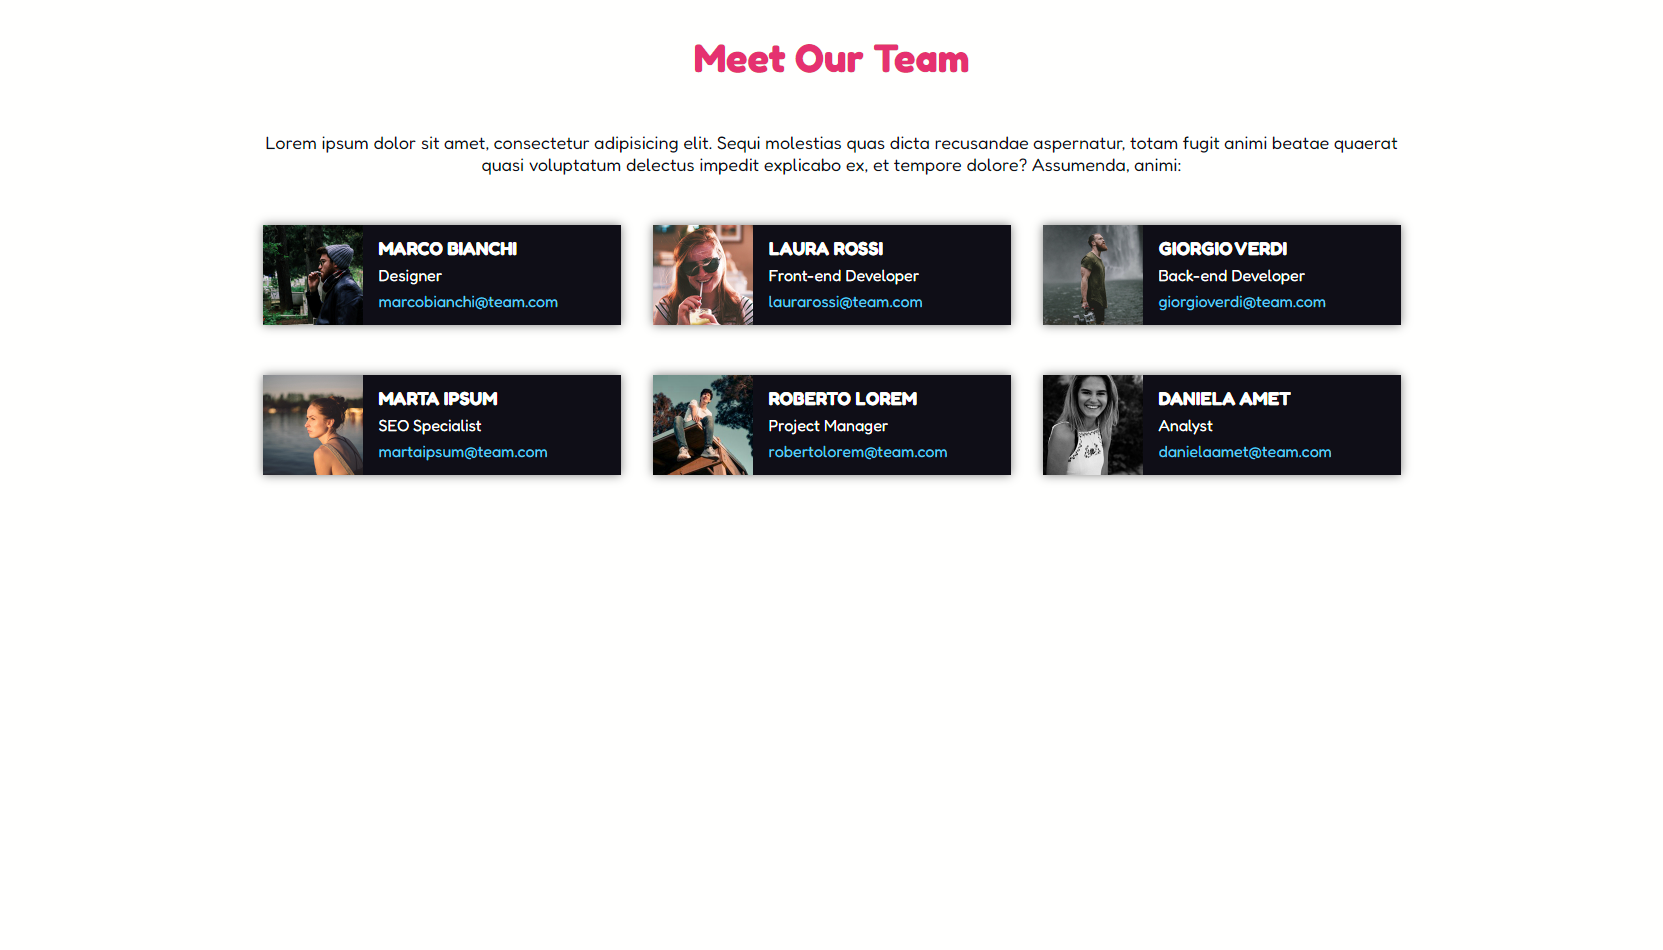 Meet Our Team
Lorem ipsum dolor sit amet, consectetur adipisicing elit. Sequi molestias quas dicta recusandae aspernatur, totam fugit animi beatae quaerat
quasi voluptatum delectus impedit explicabo ex, et tempore dolore? Assumenda, animi:
MARCO BIANCHI
Designer
marcobianchi@team.com
LAURA ROSSI
Front-end Developer
laurarossi@team.com
GIORGIO VERDI
Back-end Developer
giorgioverdi@team.com
MARTA IPSUM
SEO Specialist
martaipsum@team.com
ROBERTO LOREM
Project Manager
robertolorem@team.com
DANIELA AMET
Analyst
danielaamet@team.com